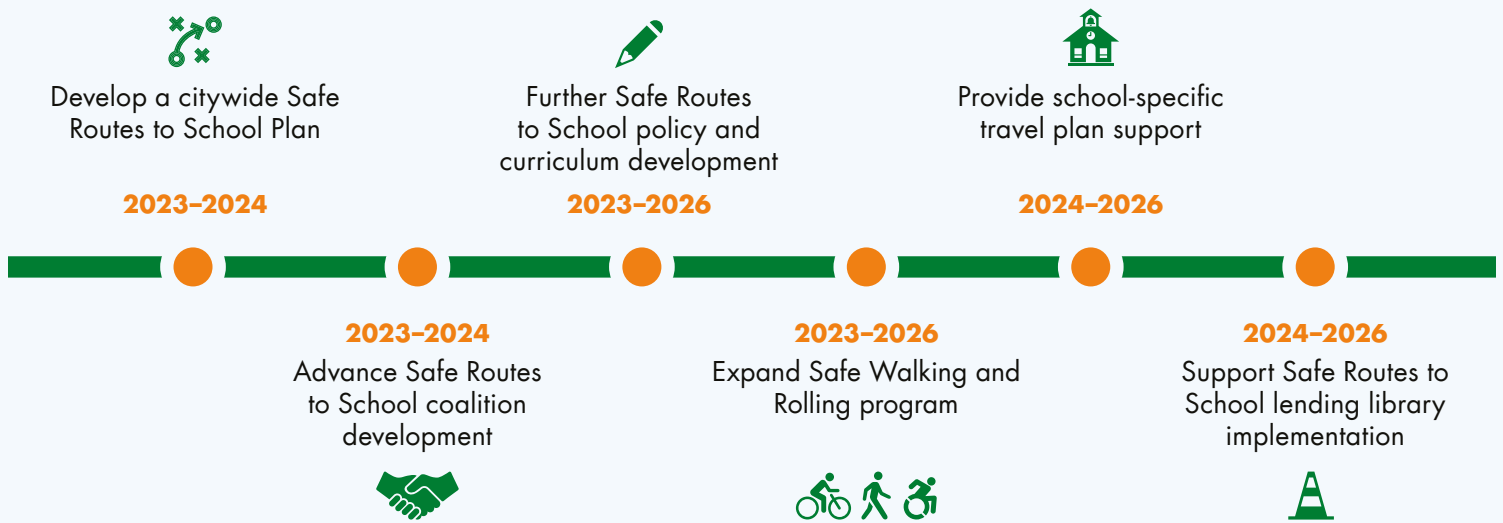 Develop a citywide Safe
Routes to School Plan
2023–2024
Advance Safe Routes
to School coalition
development
2023–2024
Further Safe Routes
to School policy and
curriculum development
2023–2026
Expand Safe Walking and
Rolling program
2023–2026
Provide school-specific
travel plan support
2024–2026
2024–2026
Support Safe Routes to
School lending library
implementation